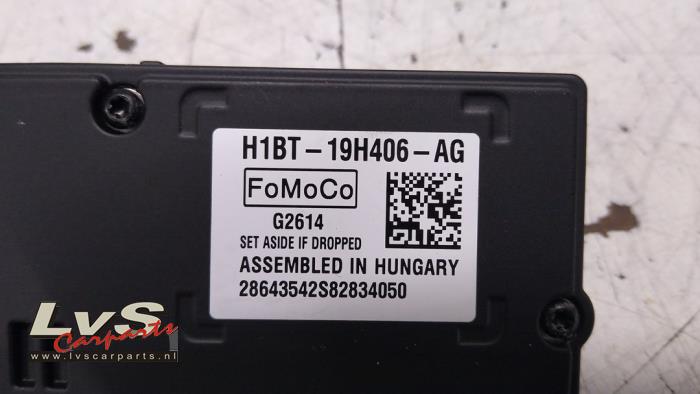 H1BT-19H406-AG
FoMoCo
G2614
SET ASIDE IF DROPPED
ASSEMBLED IN HUNGARY
28643542S82834050
LvS
Carparts
www.lvscarparts.nl